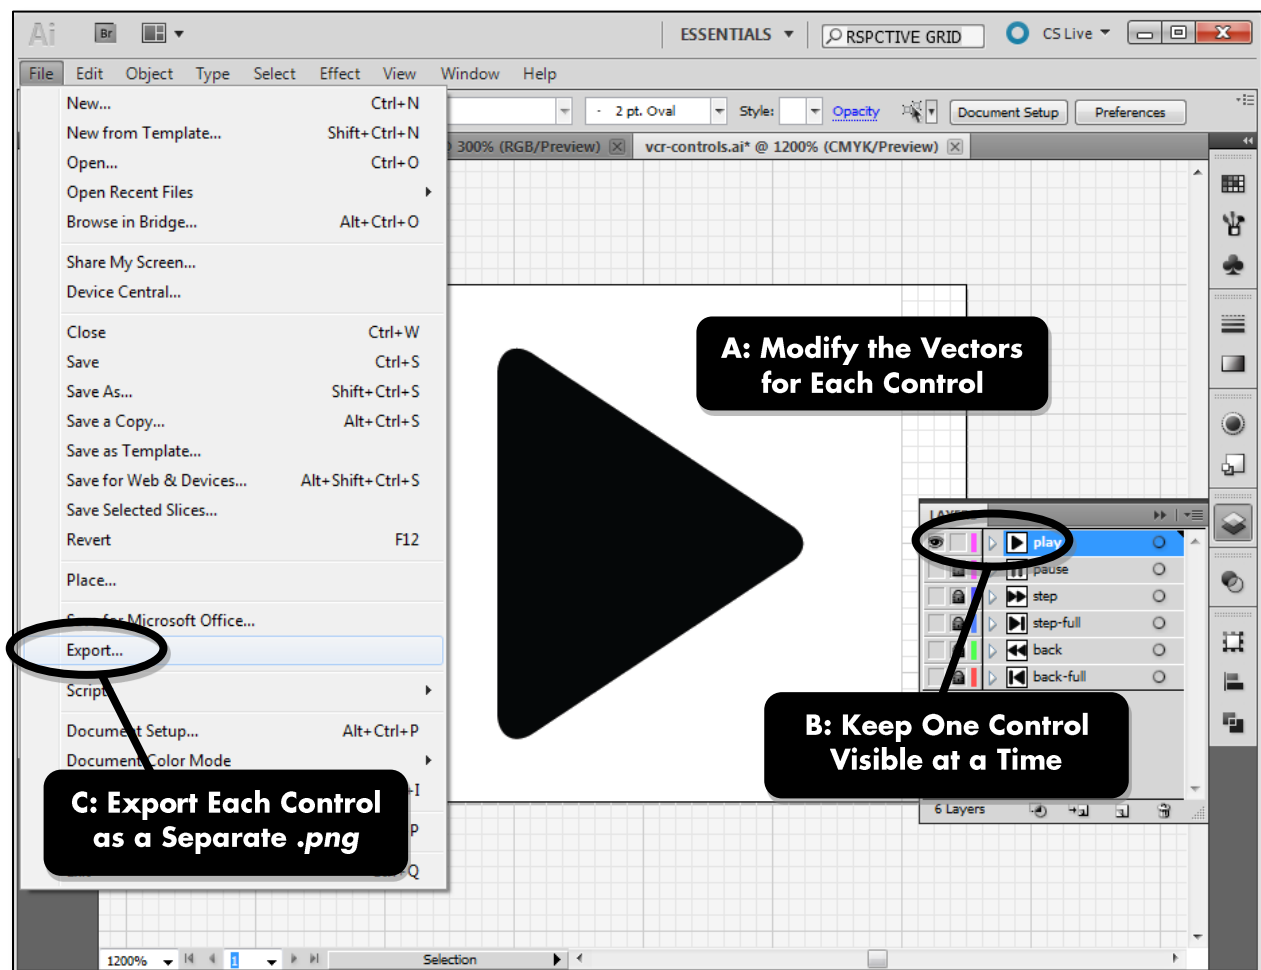 Ai Br ESSENTIALS RSPCTIVE GRID CS Live
File Edit Object Type Select Effect View Window Help
2 pt. Oval Style: Opacity Document Setup Preferences
300% (RGB/Preview) vcr-controls.ai* @ 1200% (CMYK/Preview)
New... Ctrl+N
New from Template... Shift+Ctrl+N
Open... Ctrl+O
Open Recent Files
Browse in Bridge... Alt+Ctrl+O
Share My Screen...
Device Central...
Close Ctrl+W
Save Ctrl+S
Save As... Shift+Ctrl+S
Save a Copy... Alt+Ctrl+S
Save as Template...
Save for Web & Devices... Alt+Shift+Ctrl+S
Save Selected Slices...
Revert F12
Place...
Save for Microsoft Office...
Export...
Script
Document Setup... Alt+Ctrl+P
Document Color Mode
+I
P
+Q
A: Modify the Vectors
for Each Control
LAYERS
play
pause
step
step-full
back
back-full
B: Keep One Control
Visible at a Time
6 Layers
C: Export Each Control
as a Separate .png
1200% 1 Selection